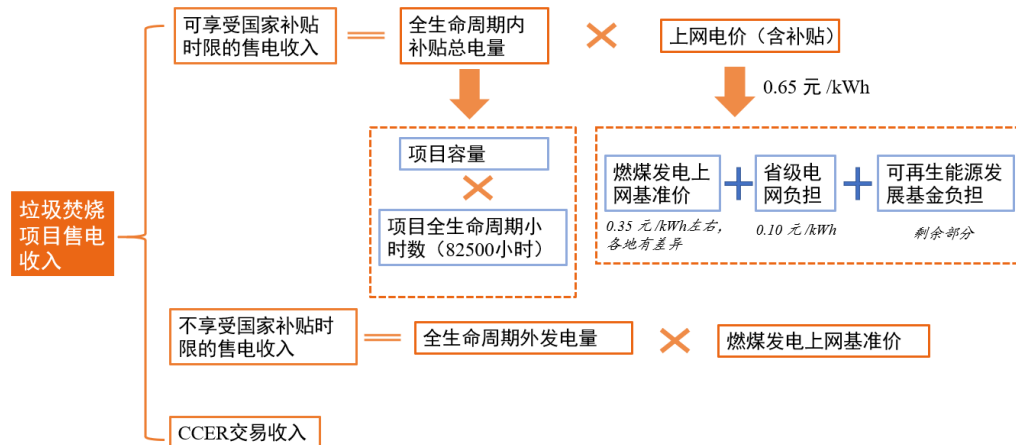 可享受国家补贴
时限的售电收入
全生命周期内
补贴总电量
上网电价（含补贴）
0.65 元 /kWh
项目容量
项目全生命周期小
时数（82500小时）
燃煤发电上
网基准价
省级电
网负担
可再生能源发
展基金负担
0.35 元 /kWh左右，
各地有差异
0.10 元 /kWh
剩余部分
垃圾焚烧
项目售电
收入
不享受国家补贴时
限的售电收入
全生命周期外发电量
燃煤发电上网基准价
CCER交易收入